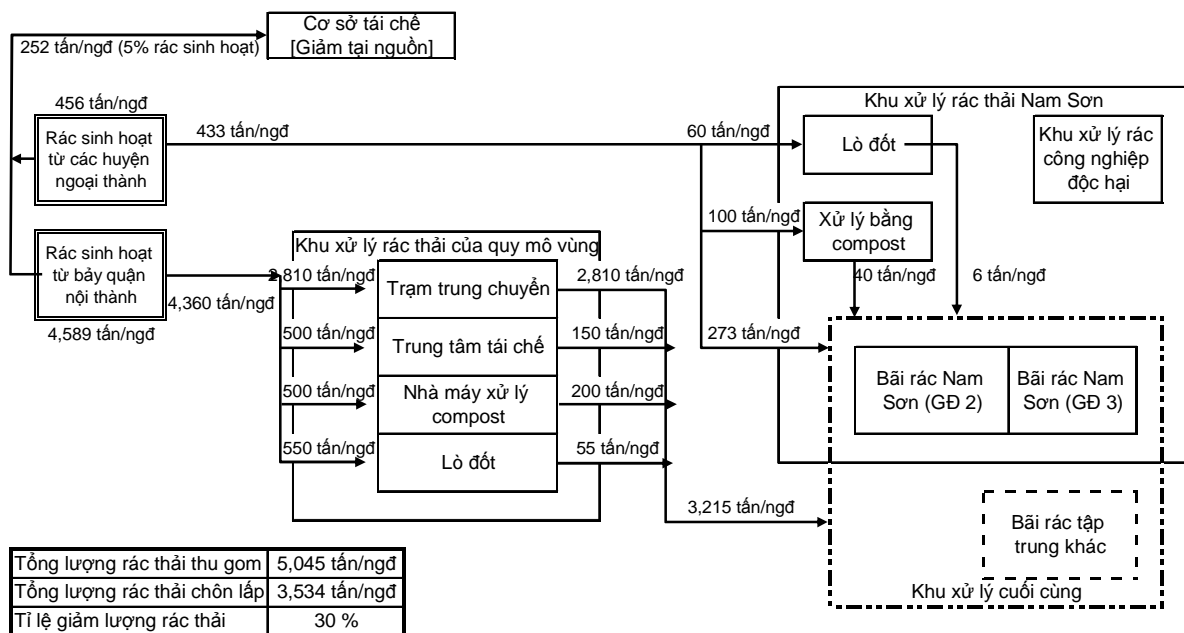 Cơ sở tái chế
[Giảm tại nguồn]
252 tấn/ngđ (5% rác sinh hoạt)
456 tấn/ngđ
Rác sinh hoạt
từ các huyện
ngoại thành
433 tấn/ngđ
60 tấn/ngđ
Khu xử lý rác thải Nam Sơn
Lò đốt
Khu xử lý rác
công nghiệp
độc hại
100 tấn/ngđ
Xử lý bằng
compost
40 tấn/ngđ
6 tấn/ngđ
Rác sinh hoạt
từ bảy quận
nội thành
4,360 tấn/ngđ
4,589 tấn/ngđ
Khu xử lý rác thải của quy mô vùng
2,810 tấn/ngđ
Trạm trung chuyển
2,810 tấn/ngđ
500 tấn/ngđ
Trung tâm tái chế
150 tấn/ngđ
500 tấn/ngđ
Nhà máy xử lý
compost
200 tấn/ngđ
550 tấn/ngđ
Lò đốt
55 tấn/ngđ
273 tấn/ngđ
Bãi rác Nam
Sơn (GĐ 2)
Bãi rác Nam
Sơn (GĐ 3)
3,215 tấn/ngđ
Bãi rác tập
trung khác
Khu xử lý cuối cùng
Tổng lượng rác thải thu gom 5,045 tấn/ngđ
Tổng lượng rác thải chôn lấp 3,534 tấn/ngđ
Tỉ lệ giảm lượng rác thải 30 %